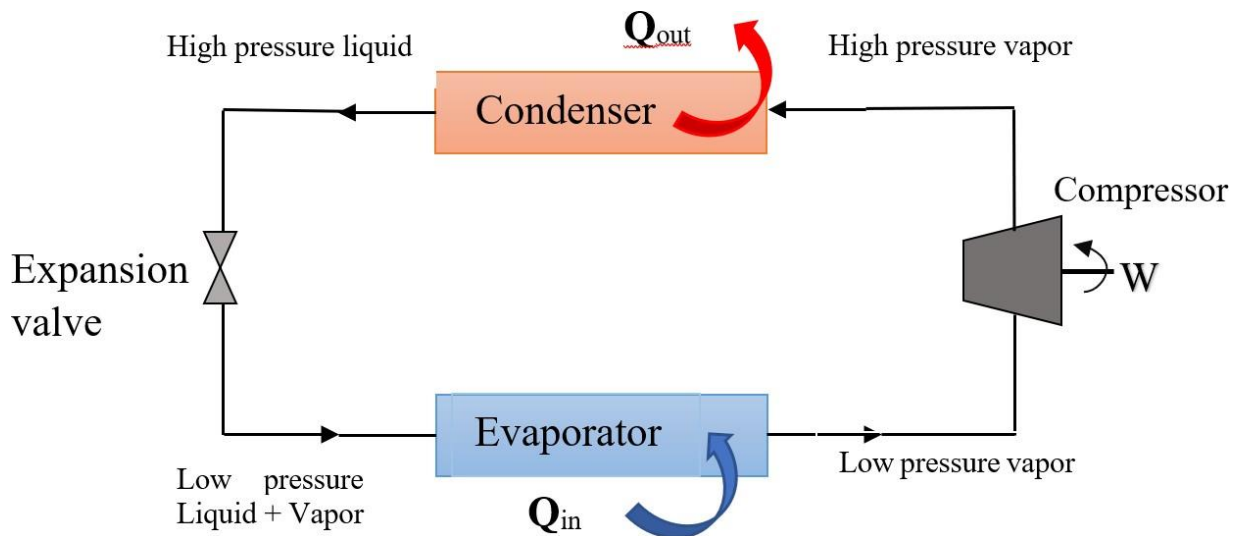 Qout
High pressure liquid
High pressure vapor
Condenser
Compressor
Expansion
valve
W
Evaporator
Low pressure
Liquid + Vapor
Low pressure vapor
Qin